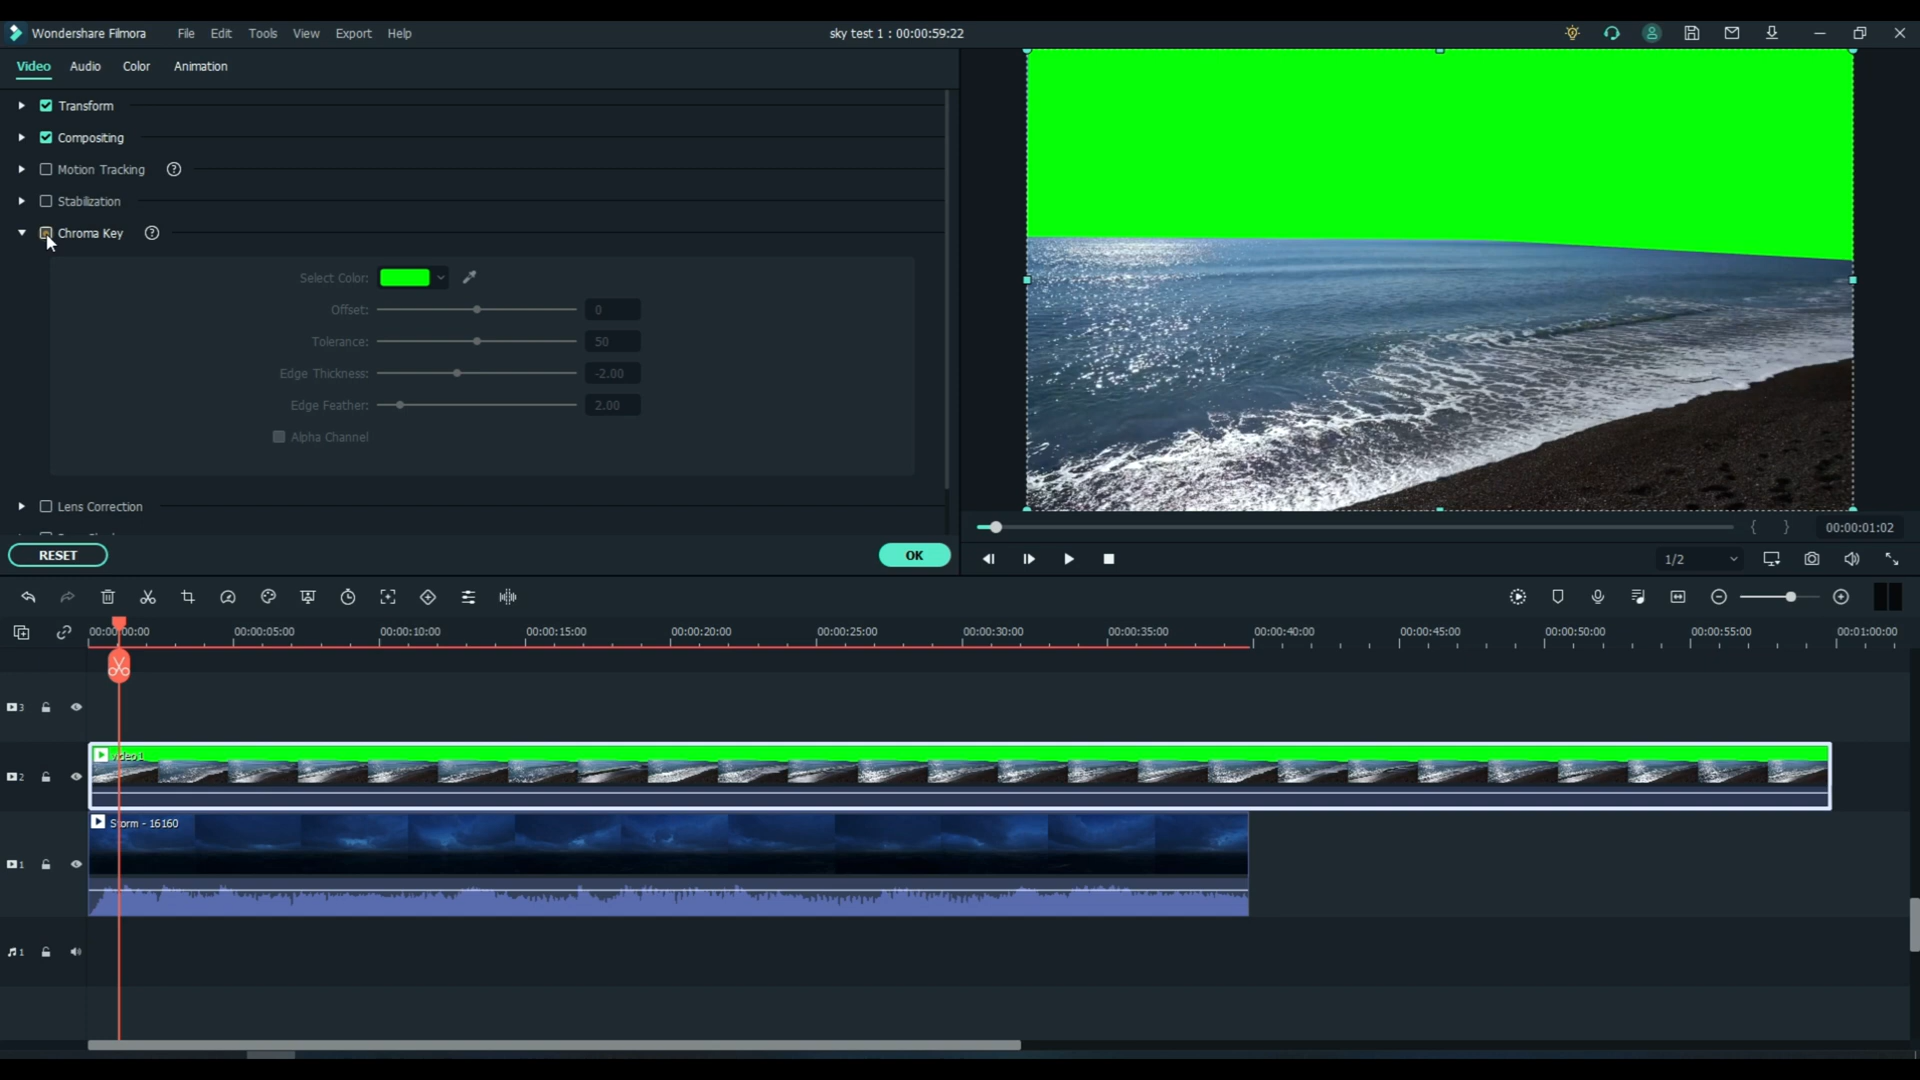 Wondershare Filmora File Edit Tools View Export Help sky test 1 : 00:00:59:22
Video Audio Color Animation
Transform
Compositing
Motion Tracking ?
Stabilization
Chroma Key ?
Select Color:
Offset: 0
Tolerance: 50
Edge Thickness: -2.00
Edge Feather: 2.00
Alpha Channel
Lens Correction
RESET OK
{ } 00:00:01:02
1/2
00:00:00:00 00:00:05:00 00:00:10:00 00:00:15:00 00:00:20:00 00:00:25:00 00:00:30:00 00:00:35:00 00:00:40:00 00:00:45:00 00:00:50:00 00:00:55:00 00:01:00:00
3
video1
2
Storm - 16160
1
1